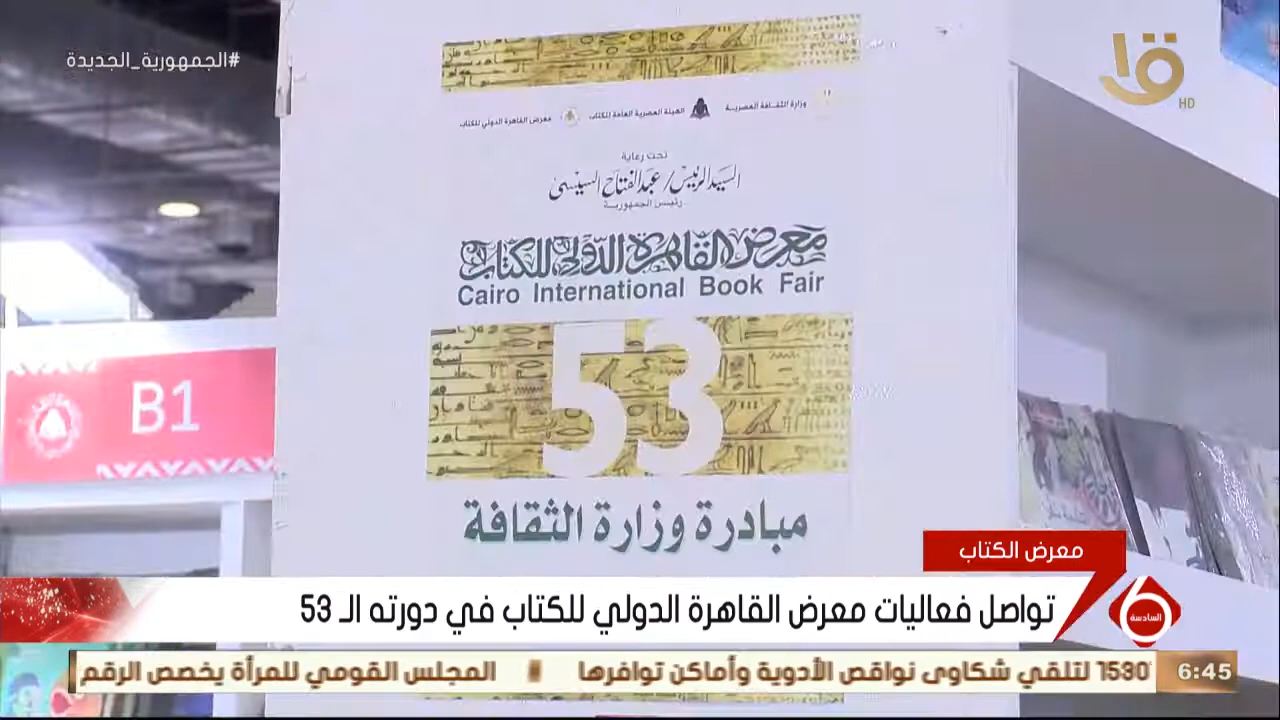 #الجمهورية_الجديدة
HD
وزارة الثقافة المصرية
الهيئة المصرية العامة للكتاب
معرض القاهرة الدولي للكتاب
تحت رعاية
السيد الرئيس/ عبدالفتاح السيسي
رئيس الجمهورية
معرض القاهرة الدولي للكتاب
Cairo International Book Fair
53
B1
مبادرة وزارة الثقافة
معرض الكتاب
تواصل فعاليات معرض القاهرة الدولي للكتاب في دورته الـ 53
السادسة
1530 لتلقي شكاوى نواقص الأدوية وأماكن توافرها
المجلس القومي للمرأة يخصص الرقم
6:45